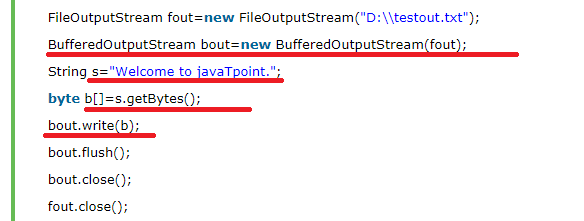 FileOutputStream fout=new FileOutputStream("D:\\testout.txt");
BufferedOutputStream bout=new BufferedOutputStream(fout);
String s="Welcome to javaTpoint.";
byte b[]=s.getBytes();
bout.write(b);
bout.flush();
bout.close();
fout.close();